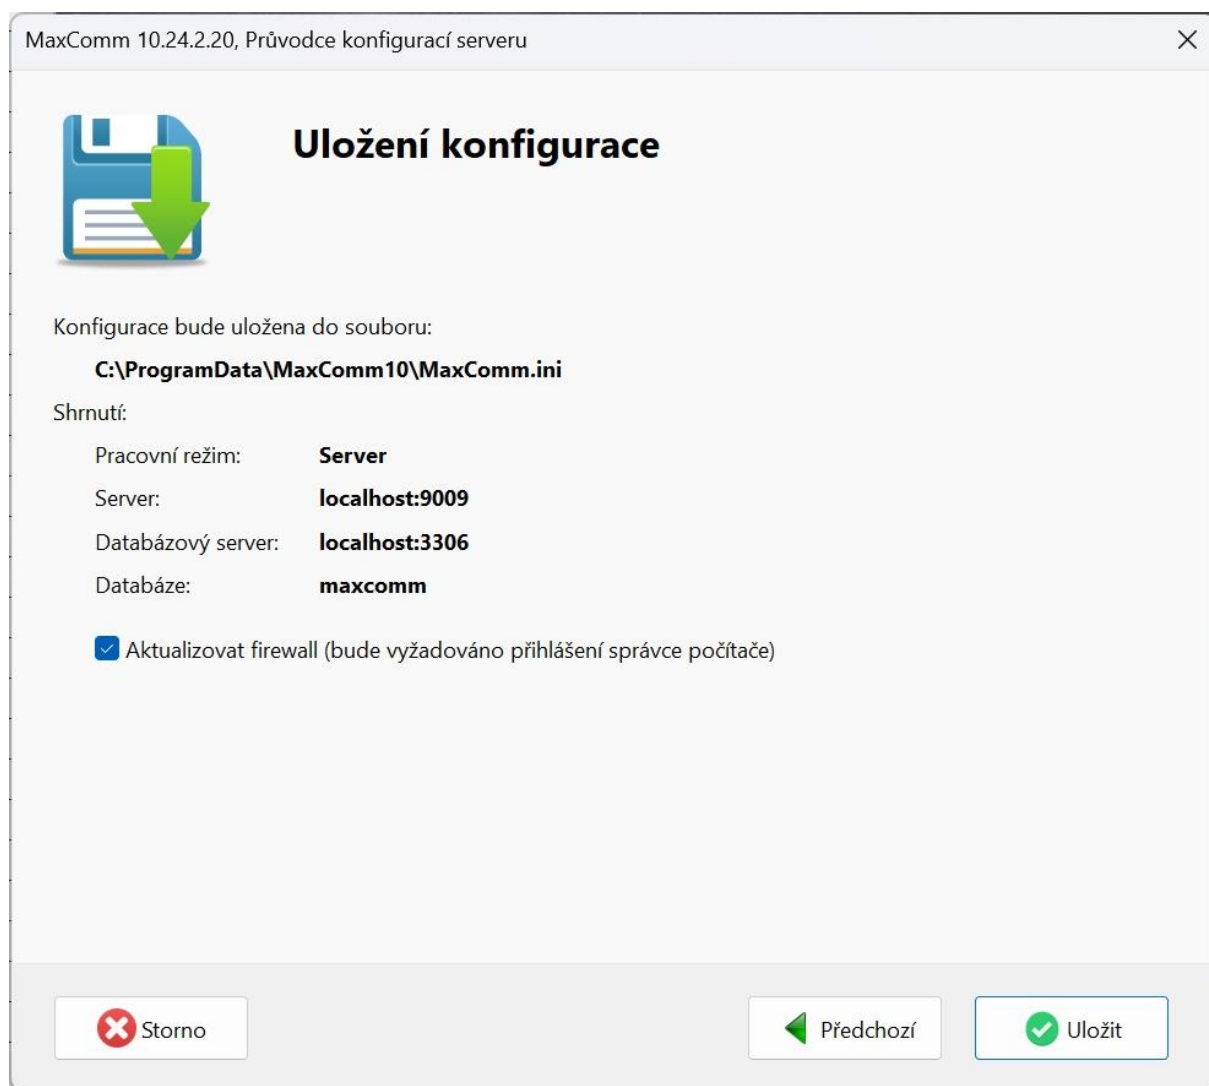 MaxComm 10.24.2.20, Průvodce konfigurací serveru
Uložení konfigurace
Konfigurace bude uložena do souboru:
C:\ProgramData\MaxComm10\MaxComm.ini
Shrnutí:
Pracovní režim: Server
Server: localhost:9009
Databázový server: localhost:3306
Databáze: maxcomm
Aktualizovat firewall (bude vyžadováno přihlášení správce počítače)
Storno Předchozí Uložit